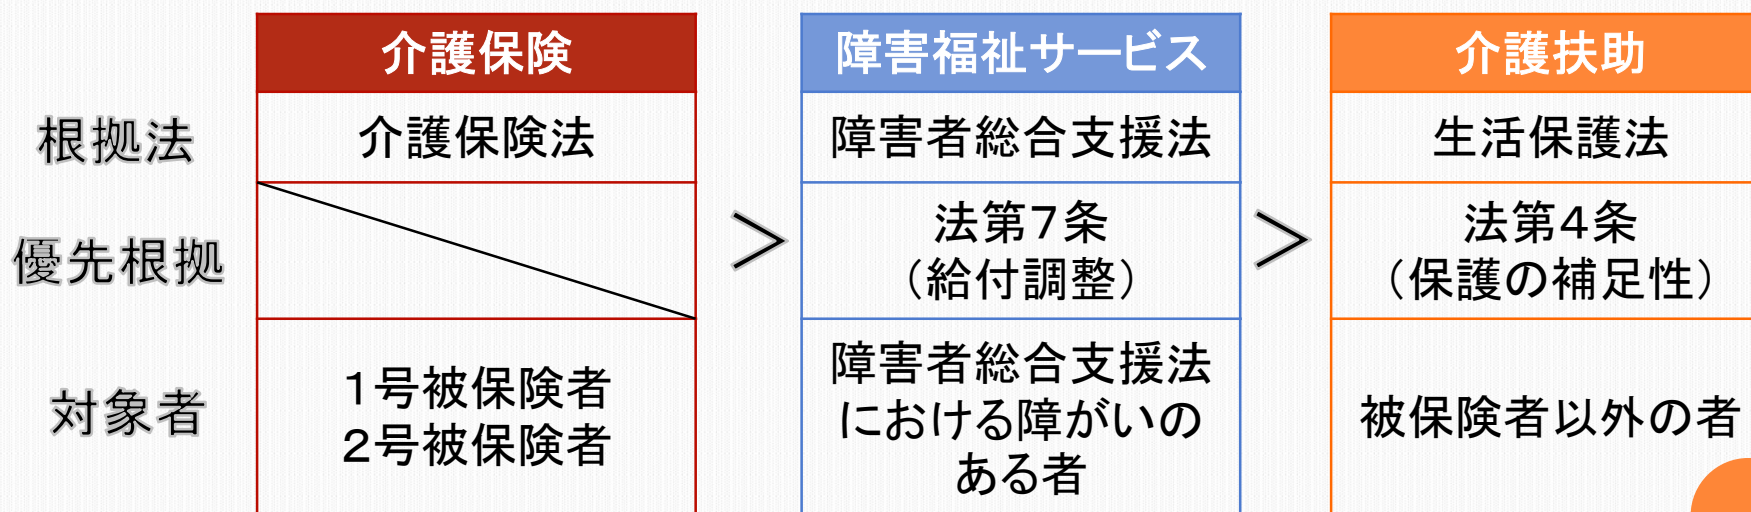 介護保険
障害福祉サービス
介護扶助
根拠法
介護保険法
障害者総合支援法
生活保護法
優先根拠
＞
法第７条
（給付調整）
＞
法第４条
（保護の補足性）
対象者
１号被保険者
２号被保険者
障害者総合支援法
における障がいの
ある者
被保険者以外の者